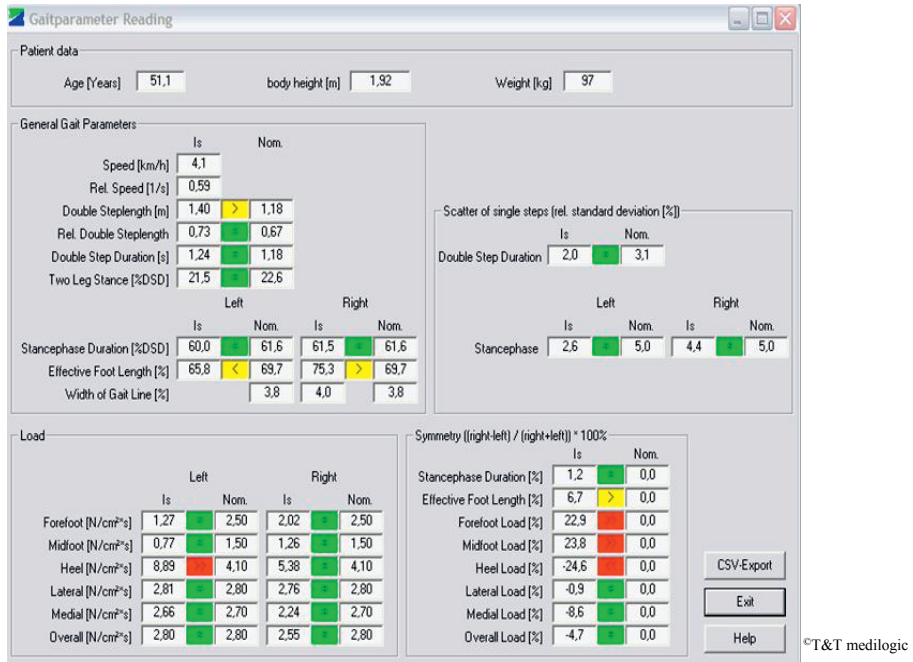 Gaitparameter Reading
Patient data
Age [Years] 51,1 body height [m] 1,92 Weight [kg] 97
General Gait Parameters
Is Nom.
Speed [km/h] 4,1
Rel. Speed [1/s] 0,59
Double Steplength [m] 1,40 > 1,18
Rel. Double Steplength 0,73 = 0,67
Double Step Duration [s] 1,24 = 1,18
Two Leg Stance [%DSD] 21,5 = 22,6
Left Right
Is Nom. Is Nom.
Stancephase Duration [%DSD] 60,0 = 61,6 61,5 = 61,6
Effective Foot Length [%] 65,8 < 69,7 75,3 > 69,7
Width of Gait Line [%] 3,8 4,0 3,8
Scatter of single steps (rel. standard deviation [%])
Is Nom.
Double Step Duration 2,0 = 3,1
Left Right
Is Nom. Is Nom.
Stancephase 2,6 = 5,0 4,4 = 5,0
Load
Left Right
Is Nom. Is Nom.
Forefoot [N/cm²*s] 1,27 = 2,50 2,02 = 2,50
Midfoot [N/cm²*s] 0,77 = 1,50 1,26 = 1,50
Heel [N/cm²*s] 8,89 >> 4,10 5,38 = 4,10
Lateral [N/cm²*s] 2,81 = 2,80 2,76 = 2,80
Medial [N/cm²*s] 2,66 = 2,70 2,24 = 2,70
Overall [N/cm²*s] 2,80 = 2,80 2,55 = 2,80
Symmetry ((right-left) / (right+left)) * 100%
Is Nom.
Stancephase Duration [%] 1,2 = 0,0
Effective Foot Length [%] 6,7 > 0,0
Forefoot Load [%] 22,9 >> 0,0
Midfoot Load [%] 23,8 >> 0,0
Heel Load [%] -24,6 << 0,0
Lateral Load [%] -0,9 = 0,0
Medial Load [%] -8,6 = 0,0
Overall Load [%] -4,7 = 0,0
CSV-Export
Exit
Help
©T&T medilogic